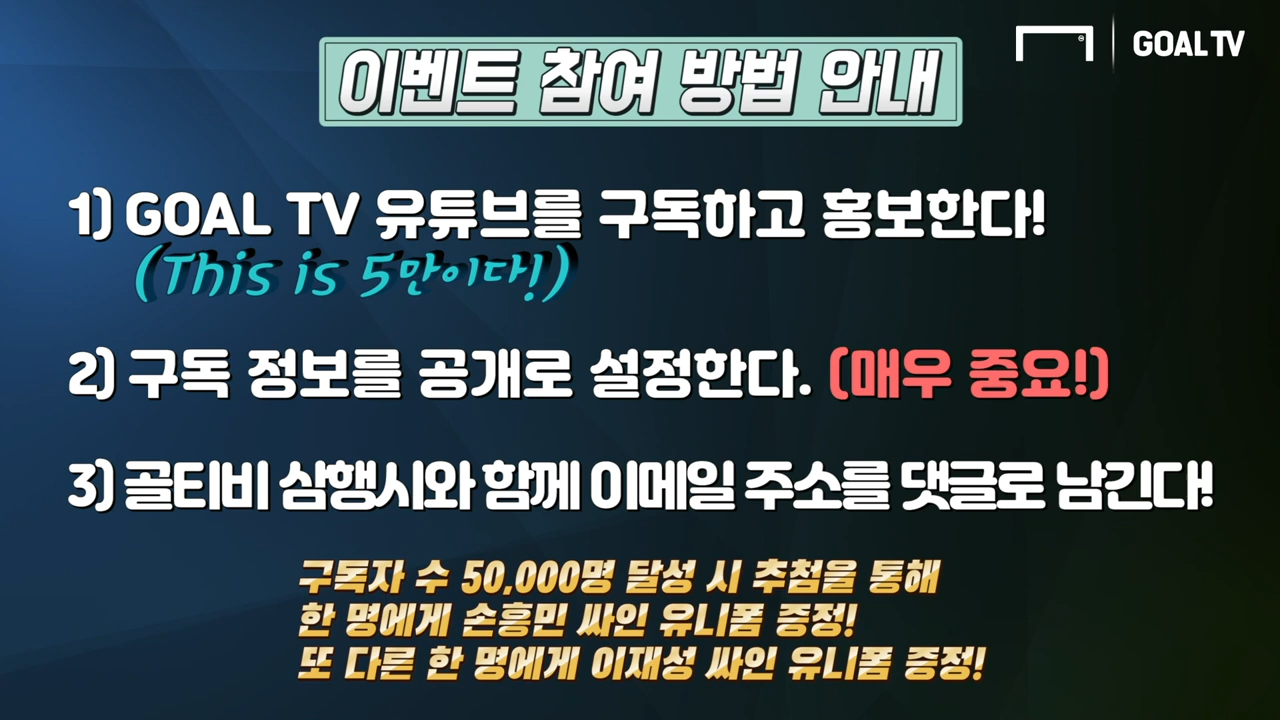 GOAL TV
이벤트 참여 방법 안내
1) GOAL TV 유튜브를 구독하고 홍보한다!
(This is 5만이다!)
2) 구독 정보를 공개로 설정한다. (매우 중요!)
3) 골티비 삼행시와 함께 이메일 주소를 댓글로 남긴다!
구독자 수 50,000명 달성 시 추첨을 통해
한 명에게 손흥민 싸인 유니폼 증정!
또 다른 한 명에게 이재성 싸인 유니폼 증정!